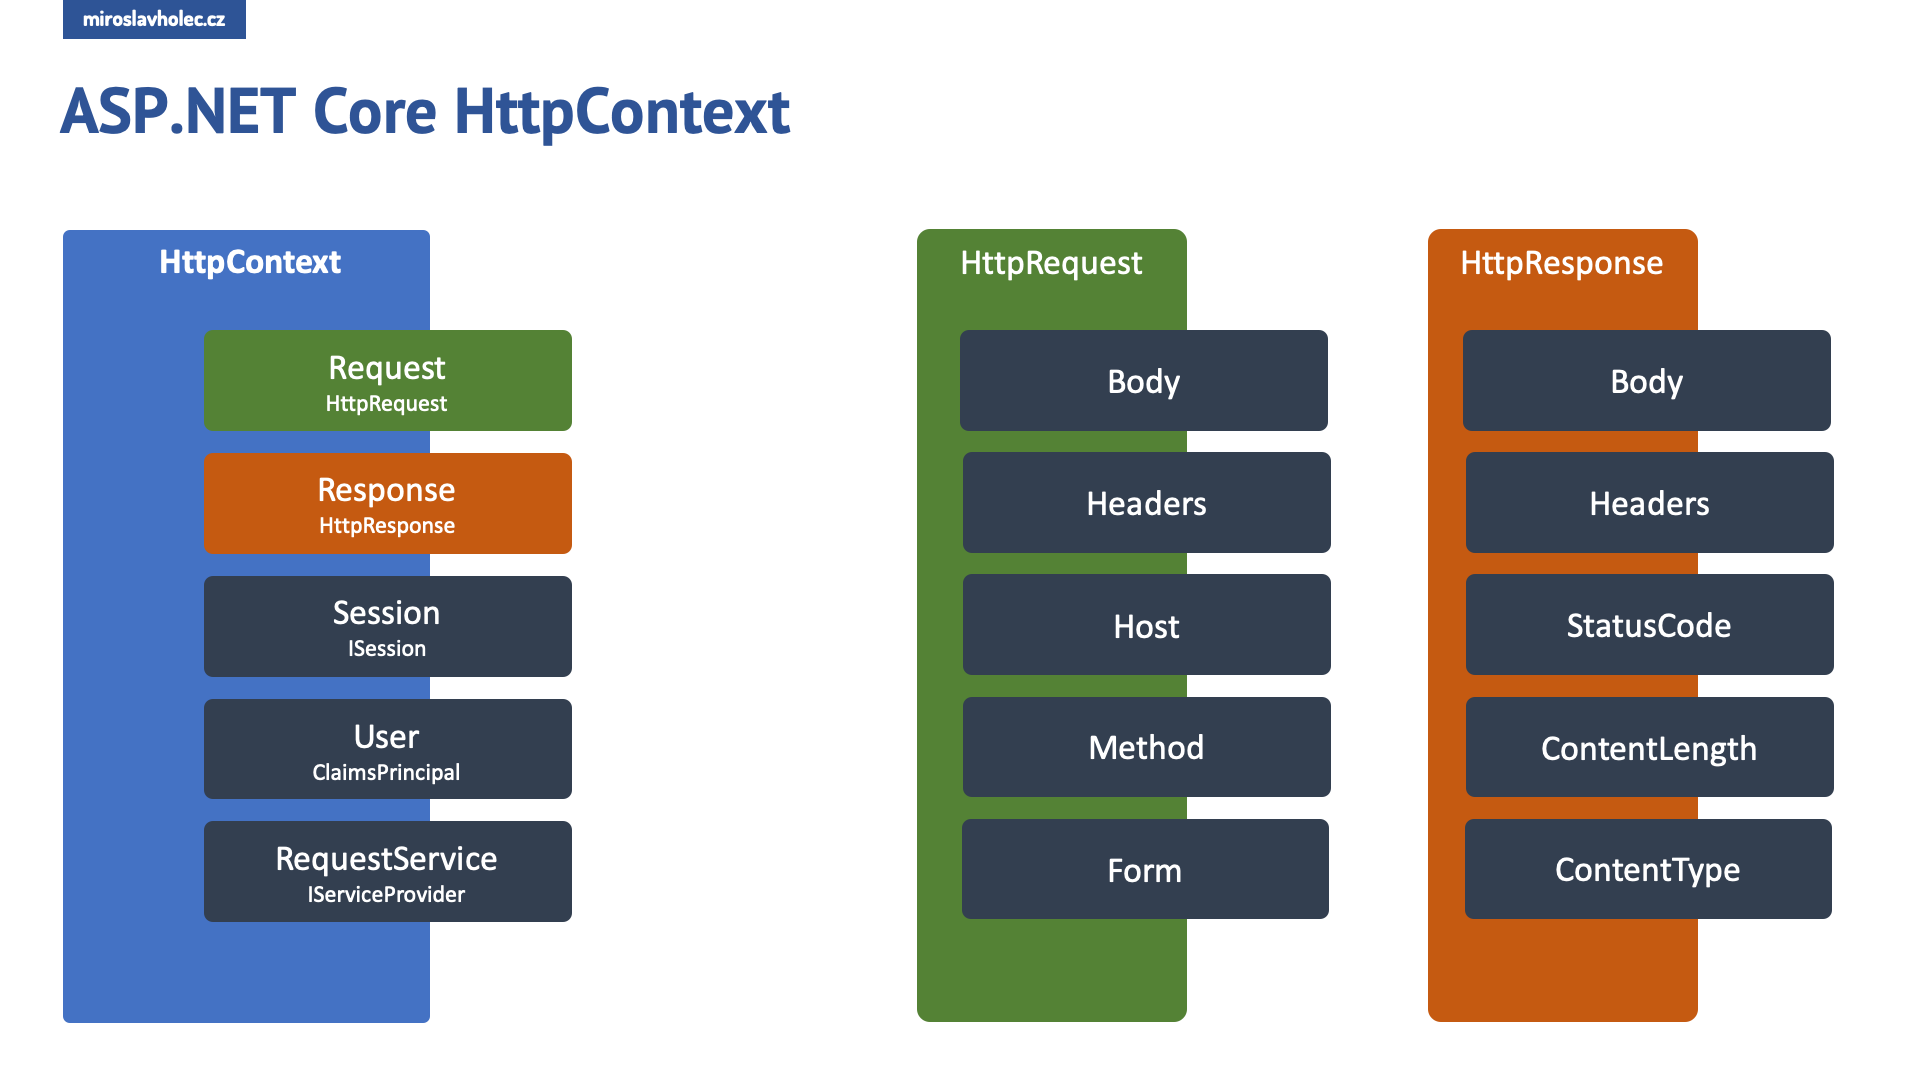 miroslavholec.cz
ASP.NET Core HttpContext
HttpContext
Request
HttpRequest
Response
HttpResponse
Session
ISession
User
ClaimsPrincipal
RequestService
IServiceProvider
HttpRequest
Body
Headers
Host
Method
Form
HttpResponse
Body
Headers
StatusCode
ContentLength
ContentType